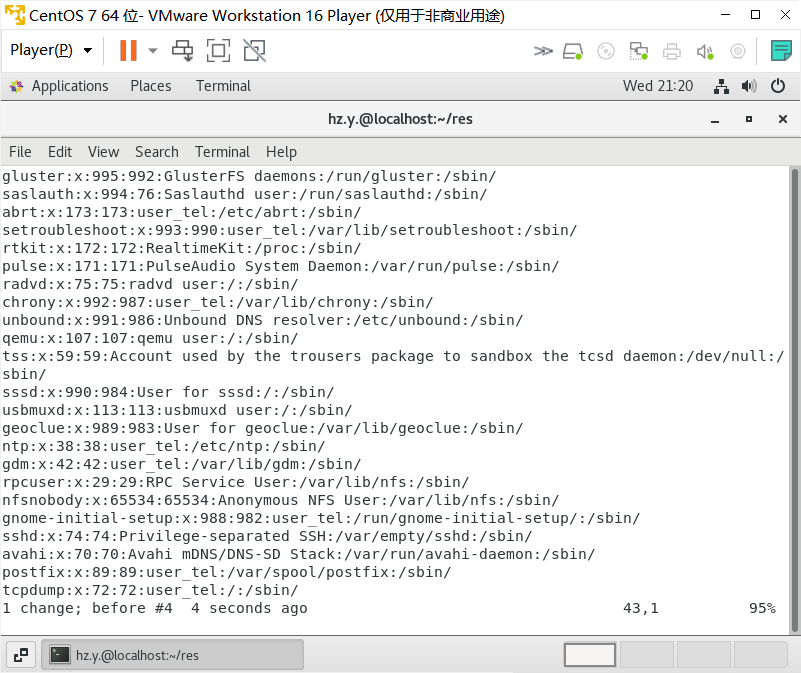 CentOS 7 64 位- VMware Workstation 16 Player (仅用于非商业用途)
Player(P)
Applications Places Terminal Wed 21:20
hz.y.@localhost:~/res
File Edit View Search Terminal Help
gluster:x:995:992:GlusterFS daemons:/run/gluster:/sbin/
saslauth:x:994:76:Saslauthd user:/run/saslauthd:/sbin/
abrt:x:173:173:user_tel:/etc/abrt:/sbin/
setroubleshoot:x:993:990:user_tel:/var/lib/setroubleshoot:/sbin/
rtkit:x:172:172:RealtimeKit:/proc:/sbin/
pulse:x:171:171:PulseAudio System Daemon:/var/run/pulse:/sbin/
radvd:x:75:75:radvd user:/:/sbin/
chrony:x:992:987:user_tel:/var/lib/chrony:/sbin/
unbound:x:991:986:Unbound DNS resolver:/etc/unbound:/sbin/
qemu:x:107:107:qemu user:/:/sbin/
tss:x:59:59:Account used by the trousers package to sandbox the tcsd daemon:/dev/null:/
sbin/
sssd:x:990:984:User for sssd:/:/sbin/
usbmuxd:x:113:113:usbmuxd user:/:/sbin/
geoclue:x:989:983:User for geoclue:/var/lib/geoclue:/sbin/
ntp:x:38:38:user_tel:/etc/ntp:/sbin/
gdm:x:42:42:user_tel:/var/lib/gdm:/sbin/
rpcuser:x:29:29:RPC Service User:/var/lib/nfs:/sbin/
nfsnobody:x:65534:65534:Anonymous NFS User:/var/lib/nfs:/sbin/
gnome-initial-setup:x:988:982:user_tel:/run/gnome-initial-setup/:/sbin/
sshd:x:74:74:Privilege-separated SSH:/var/empty/sshd:/sbin/
avahi:x:70:70:Avahi mDNS/DNS-SD Stack:/var/run/avahi-daemon:/sbin/
postfix:x:89:89:user_tel:/var/spool/postfix:/sbin/
tcpdump:x:72:72:user_tel:/:/sbin/
1 change; before #4  4 seconds ago 43,1 95%
hz.y.@localhost:~/res